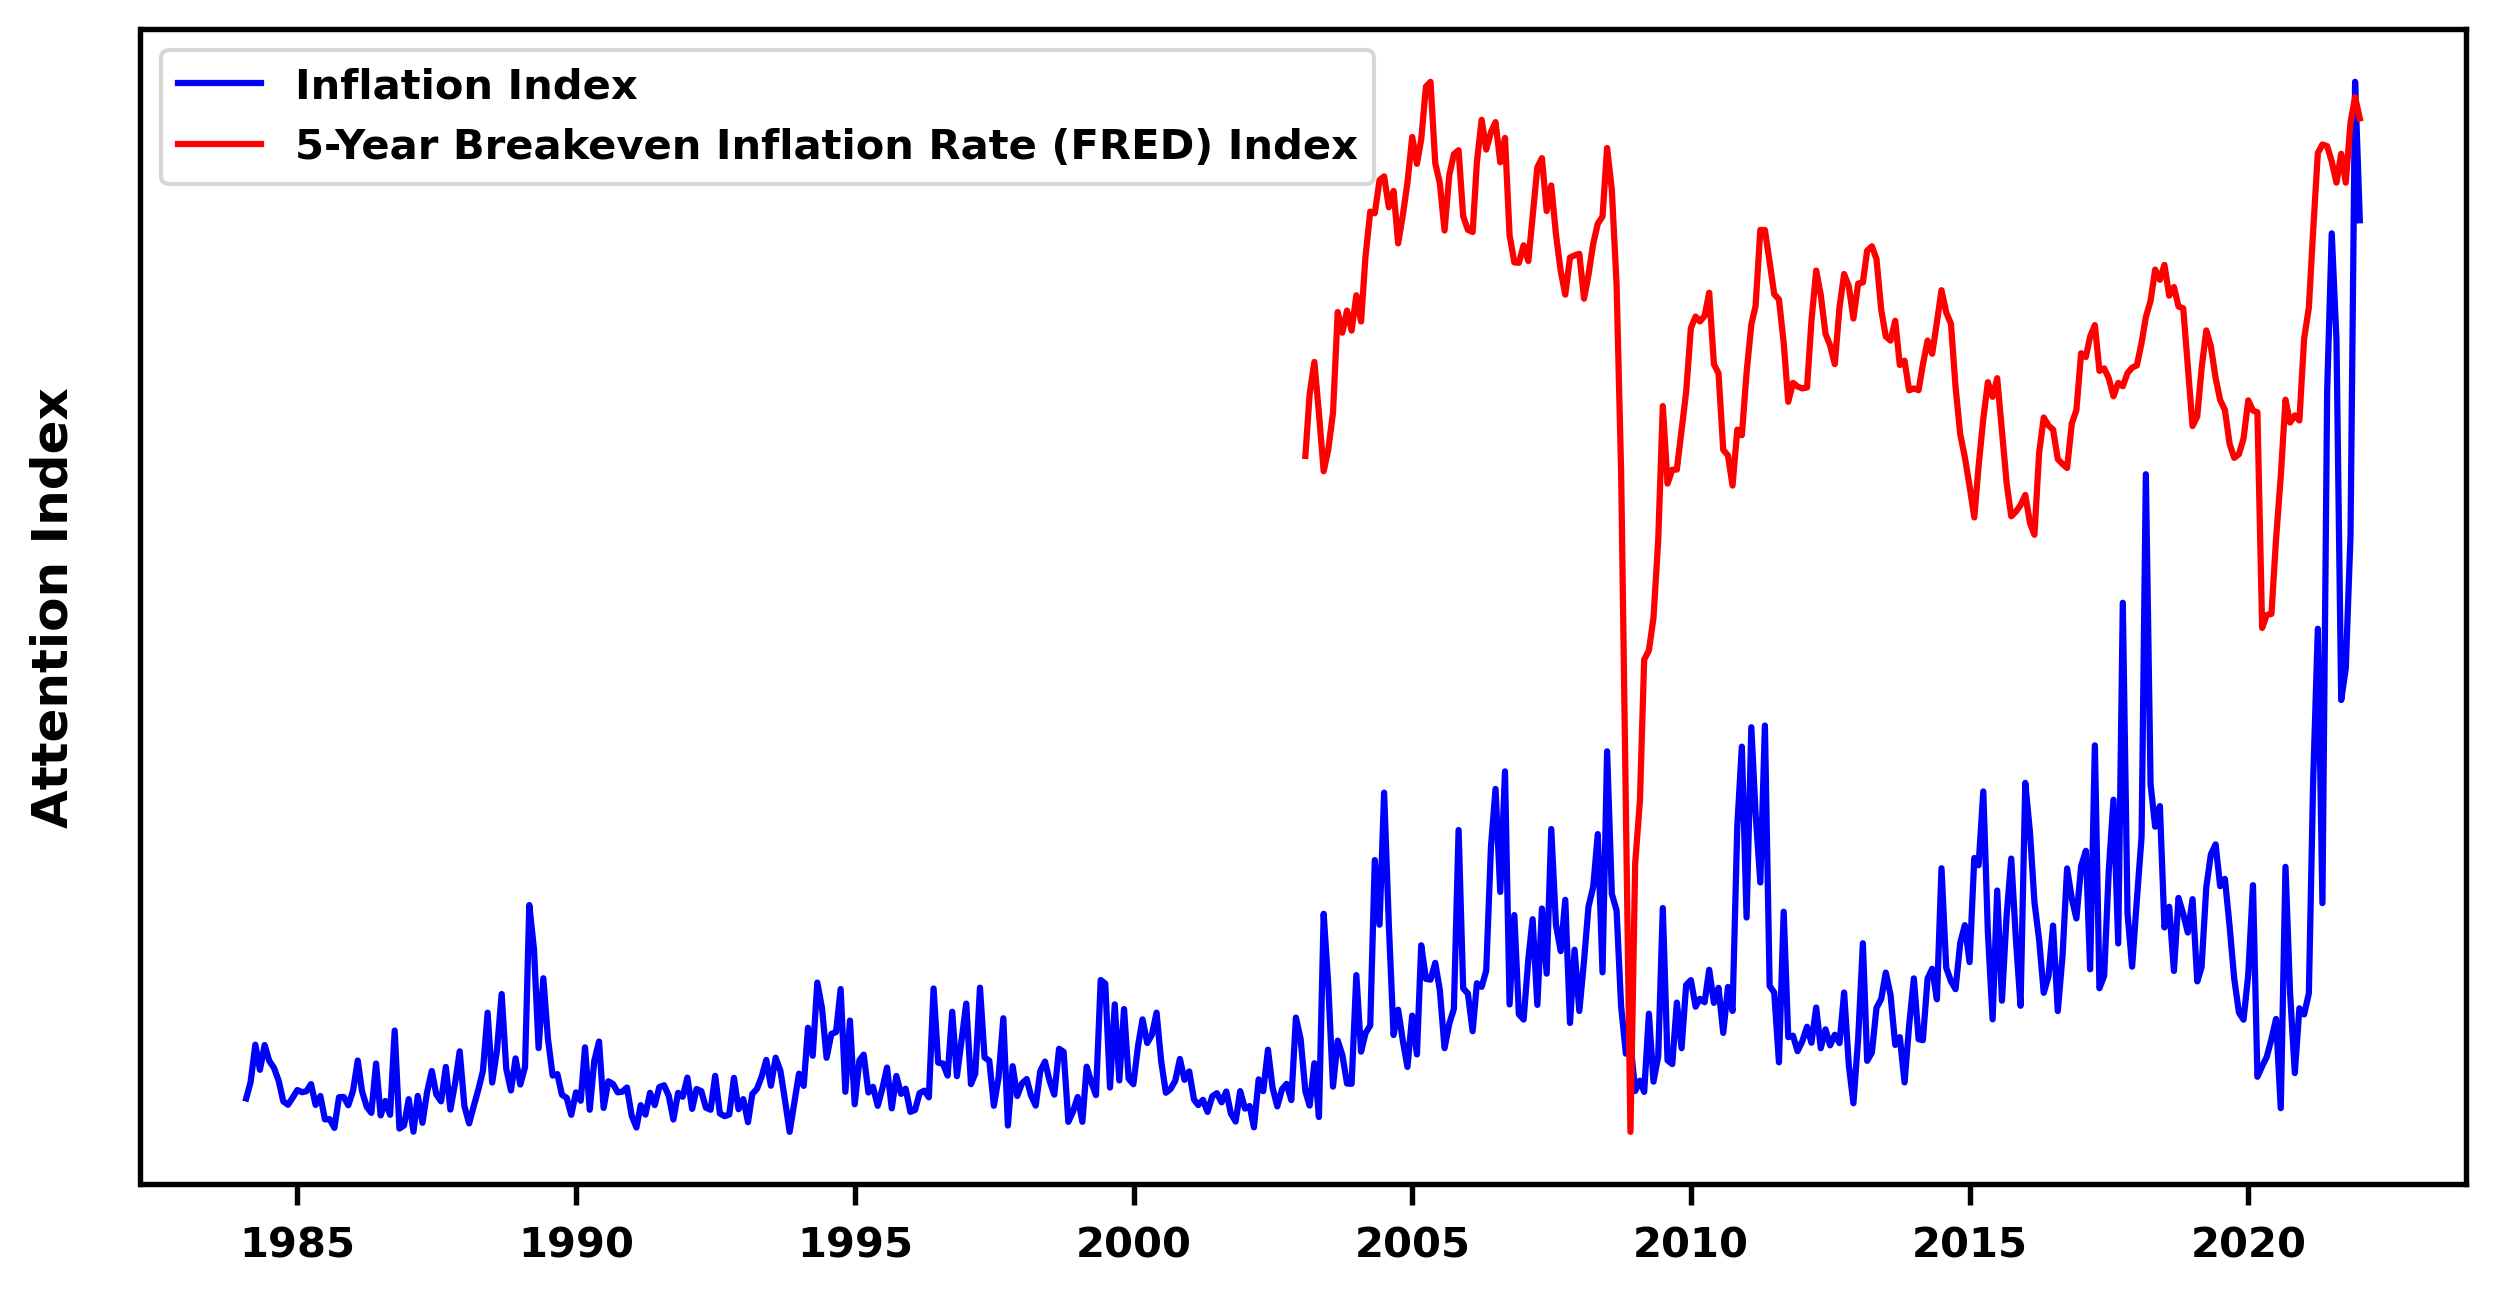 Inflation Index
5-Year Breakeven Inflation Rate (FRED) Index
Attention Index
1985 1990 1995 2000 2005 2010 2015 2020